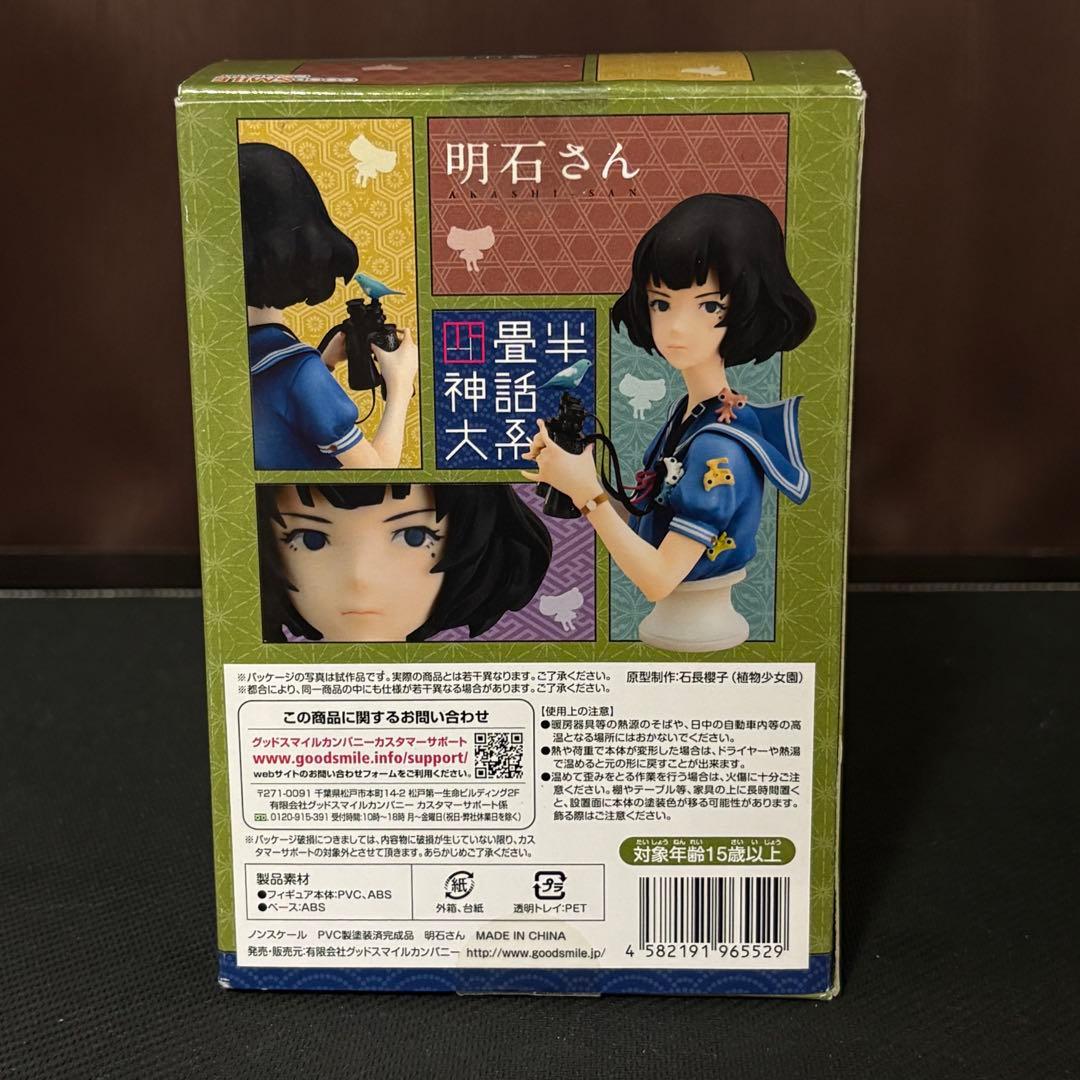 明石さん
AKASHI-SAN
四畳半
神話
大系
※パッケージの写真は試作品です。実際の商品とは若干異なります。ご了承ください。
※都合により、同一商品の中にも仕様が若干異なる場合があります。ご了承ください。
原型制作:石長櫻子(植物少女園)
この商品に関するお問い合わせ
グッドスマイルカンパニーカスタマーサポート
www.goodsmile.info/support/
webサイトのお問い合わせフォームをご利用ください。
〒271-0091 千葉県松戸市本町14-2 松戸第一生命ビルディング2F
有限会社グッドスマイルカンパニー カスタマーサポート係
0120-915-391 受付時間:10時〜18時 月〜金曜日(祝日・弊社休業日を除く)
※パッケージ破損につきましては、内容物に破損が生じていない限り、カス
タマーサポートの対象外とさせて頂きます。あらかじめご了承ください。
【使用上の注意】
●暖房器具等の熱源のそばや、日中の自動車内等の高
温となる場所にはおかないでください。
●熱や荷重で本体が変形した場合は、ドライヤーや熱湯
で温めると元の形に戻すことが出来ます。
●温めて歪みをとる作業を行う場合は、火傷に十分ご注
意ください。棚やテーブル等、家具の上に長時間置く
と、設置面に本体の塗装色が移る可能性があります。
飾る際はご注意ください。
たいしょうねんれい さいいじょう
対象年齢15歳以上
製品素材
●フィギュア本体:PVC、ABS
●ベース:ABS
紙
外箱、台紙
プラ
透明トレイ:PET
ノンスケール PVC製塗装済完成品 明石さん MADE IN CHINA
発売・販売元:有限会社グッドスマイルカンパニー http://www.goodsmile.jp/
4 582191 965529